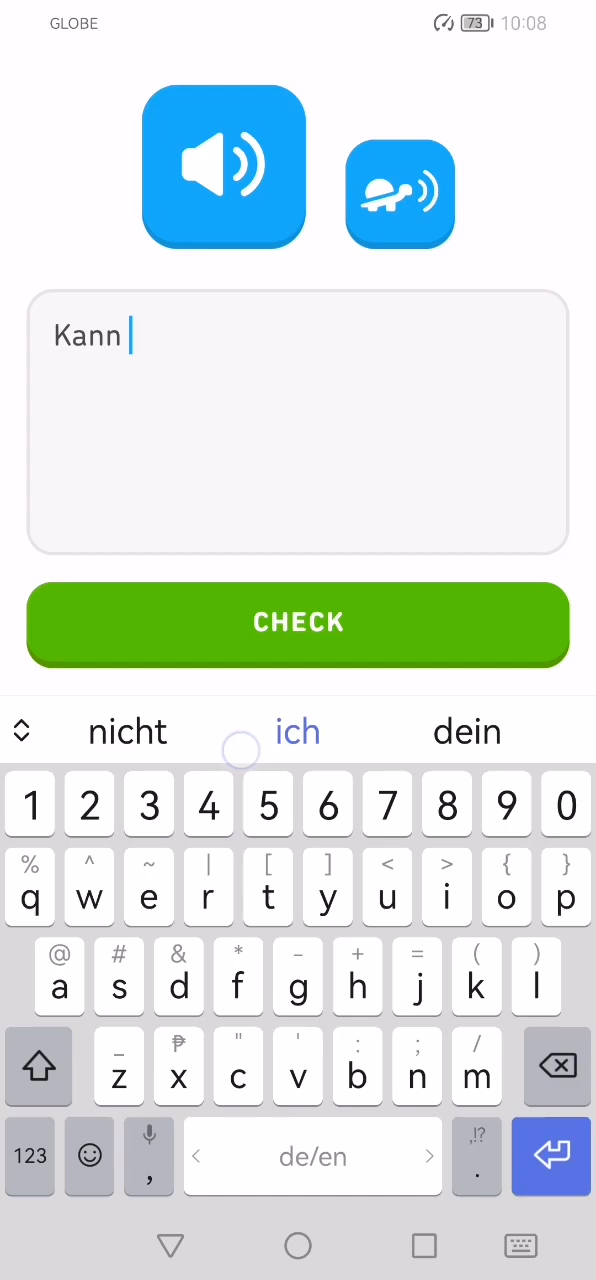 GLOBE 73 10:08
Kann
CHECK
nicht ich dein
1 2 3 4 5 6 7 8 9 0
% ^ ~ | [ ] < > { }
q w e r t y u i o p
@ # & * - + = ( )
a s d f g h j k l
_ ₱ " ' : ; /
z x c v b n m
123 , < de/en > ,!? .